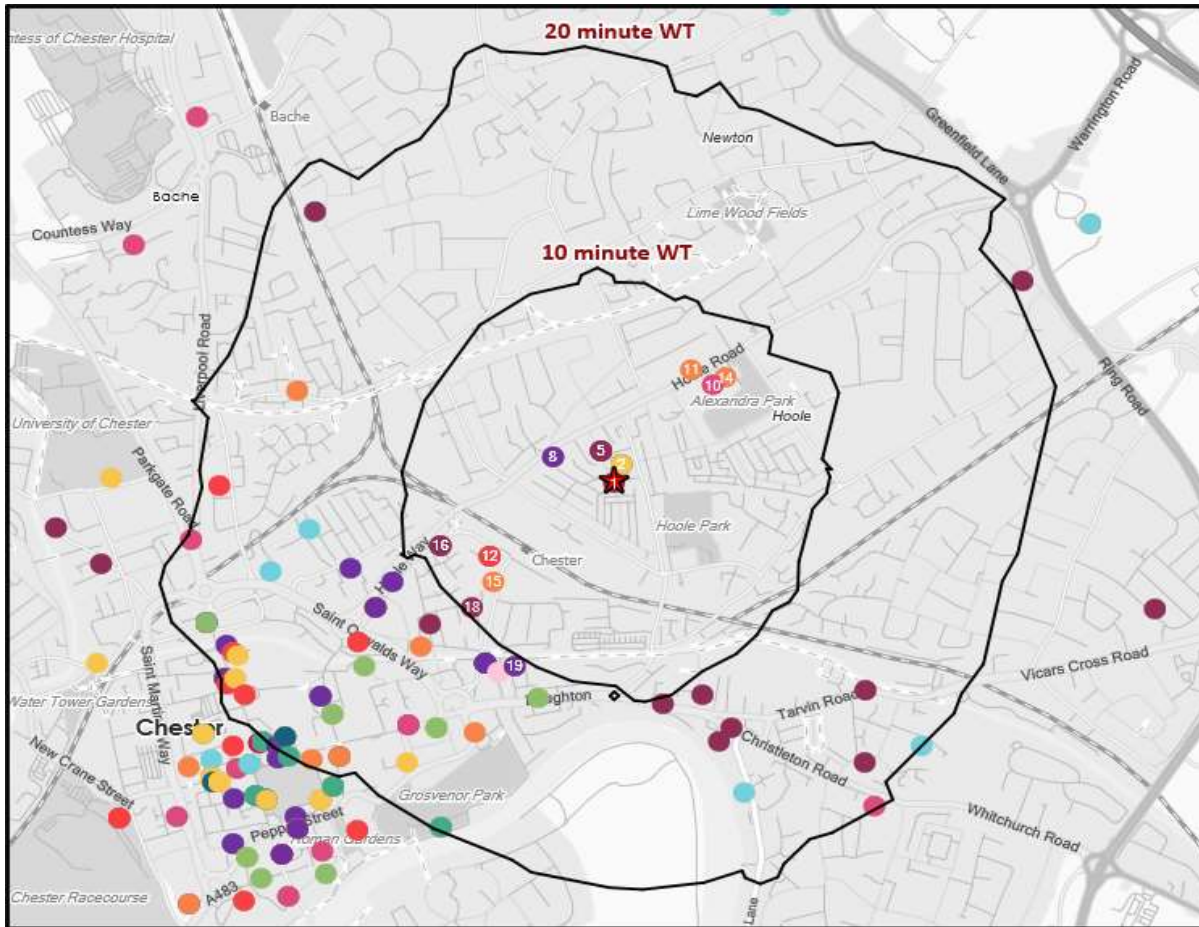 20 minute WT
ntess of Chester Hospital
Bache
Newton
Greenfield Lane
Warrington Road
Bache
Lime Wood Fields
Countess Way
10 minute WT
Liverpool Road
Ring Road
11
Hoole Road
14
10
Alexandra Park
Hoole
University of Chester
Parkgate Road
8
5
2
1
Hoole Park
16
12
Chester
Hoole Way
15
18
Saint Oswalds Way
19
Vicars Cross Road
Water Tower Gardens
Saint Martins Way
Chester
Tarvin Road
Christleton Road
New Crane Street
Grosvenor Park
Whitchurch Road
Pepper Street
Roman Gardens
A483
Chester Racecourse
Lane